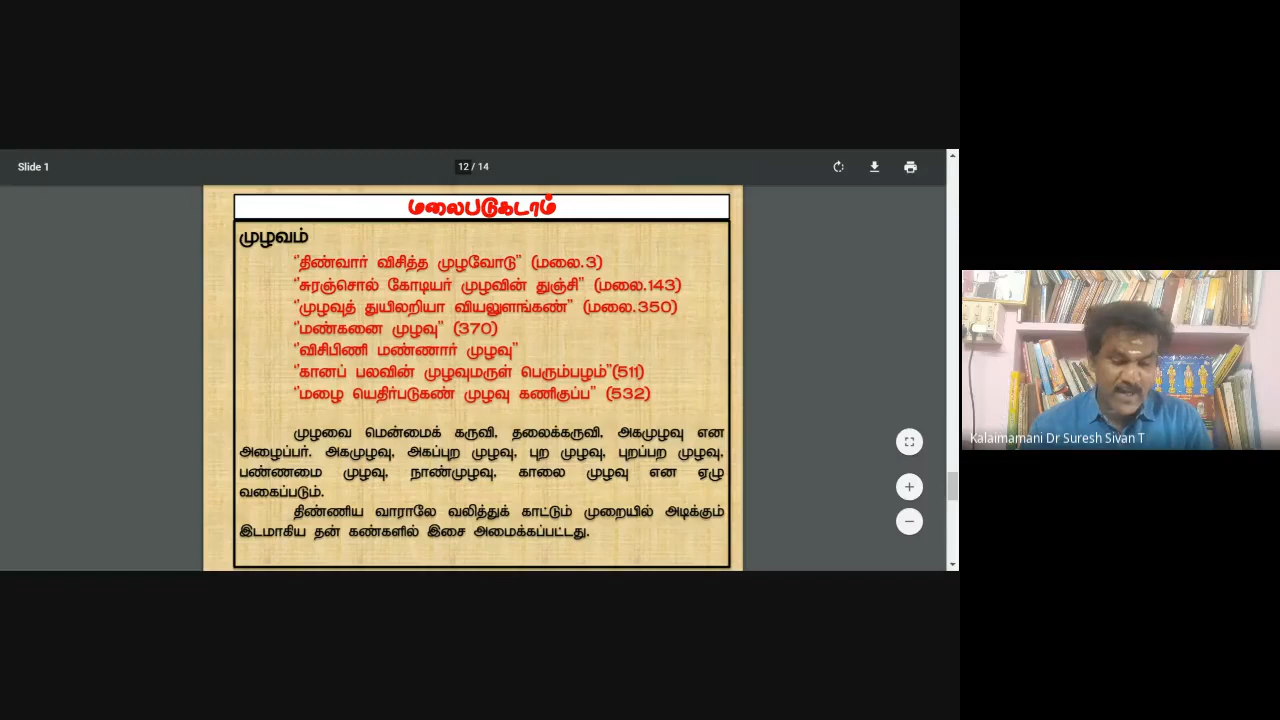 Slide 1
12 / 14
மலைபடுகடாம்
முழவம்
"திண்வார் விசித்த முழவோடு" (மலை.3)
"சுரஞ்சொல் கோடியர் முழவின் துஞ்சி" (மலை.143)
"முழவுத் துயிலறியா வியலுளங்கண்" (மலை.350)
"மண்கனை முழவு" (370)
"விசிபிணி மண்ணார் முழவு"
"கானப் பலவின் முழவுமருள் பெரும்பழம்"(511)
"மழை யெதிர்படுகண் முழவு கணிகுப்ப" (532)
முழவை மென்மைக் கருவி, தலைக்கருவி, அகமுழவு என
அழைப்பர். அகமுழவு, அகப்புற முழவு, புற முழவு, புறப்பற முழவு,
பண்ணமை முழவு, நாண்முழவு, காலை முழவு என ஏழு
வகைப்படும்.
திண்ணிய வாராலே வலித்துக் காட்டும் முறையில் அடிக்கும்
இடமாகிய தன் கண்களில் இசை அமைக்கப்பட்டது.
Kalaimamani Dr Suresh Sivan T